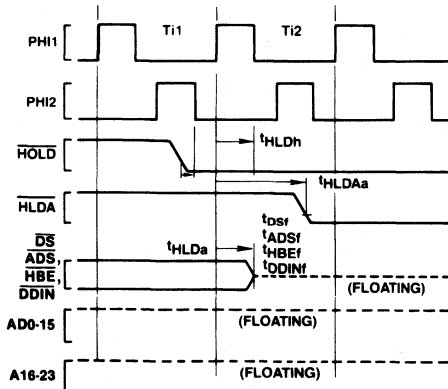 PHI1 Ti1 Ti2
PHI2
HOLD tHLDh
HLDA tHLDAa
DS tDSf
ADS, tHLDa tADSf
HBE, tHBEf
DDIN tDDINf
(FLOATING)
AD0-15 (FLOATING)
A16-23 (FLOATING)